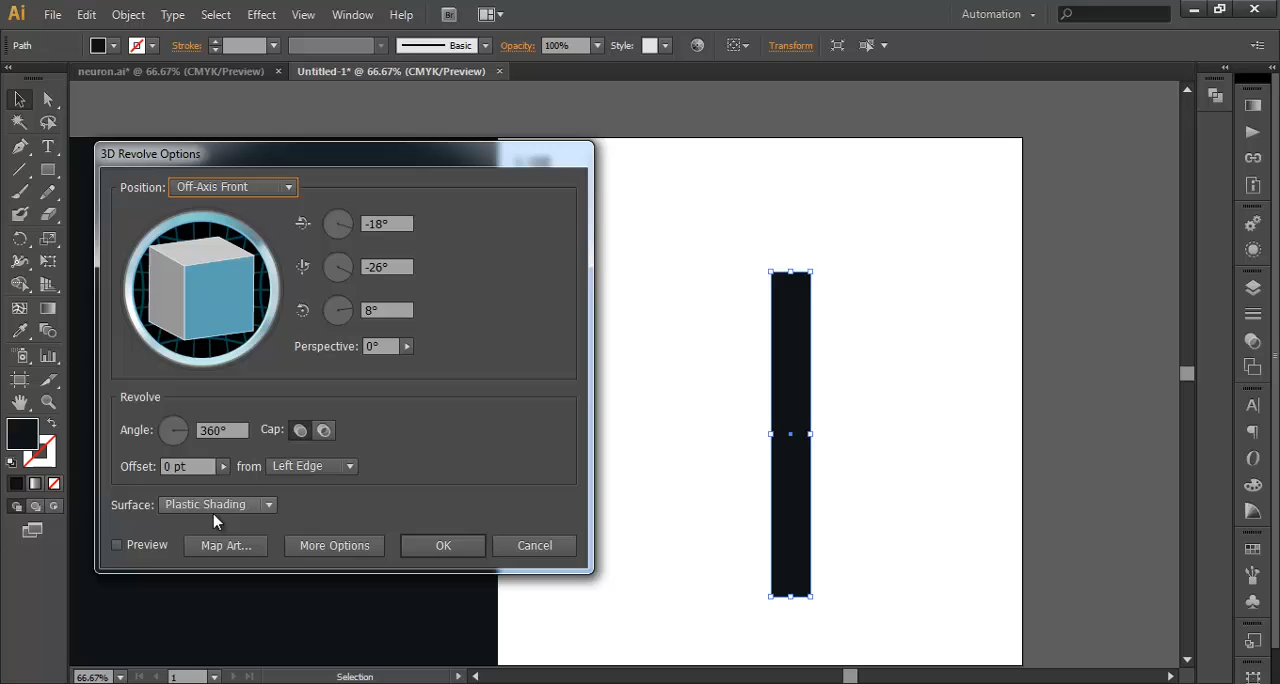 Ai File Edit Object Type Select Effect View Window Help Br Automation
Path Stroke: Basic Opacity: 100% Style: Transform
neuron.ai* @ 66.67% (CMYK/Preview) × Untitled-1* @ 66.67% (CMYK/Preview) ×
3D Revolve Options
Position: Off-Axis Front
-18°
-26°
8°
Perspective: 0°
Revolve
Angle: 360° Cap:
Offset: 0 pt from Left Edge
Surface: Plastic Shading
Preview Map Art... More Options OK Cancel
66.67% 1 Selection